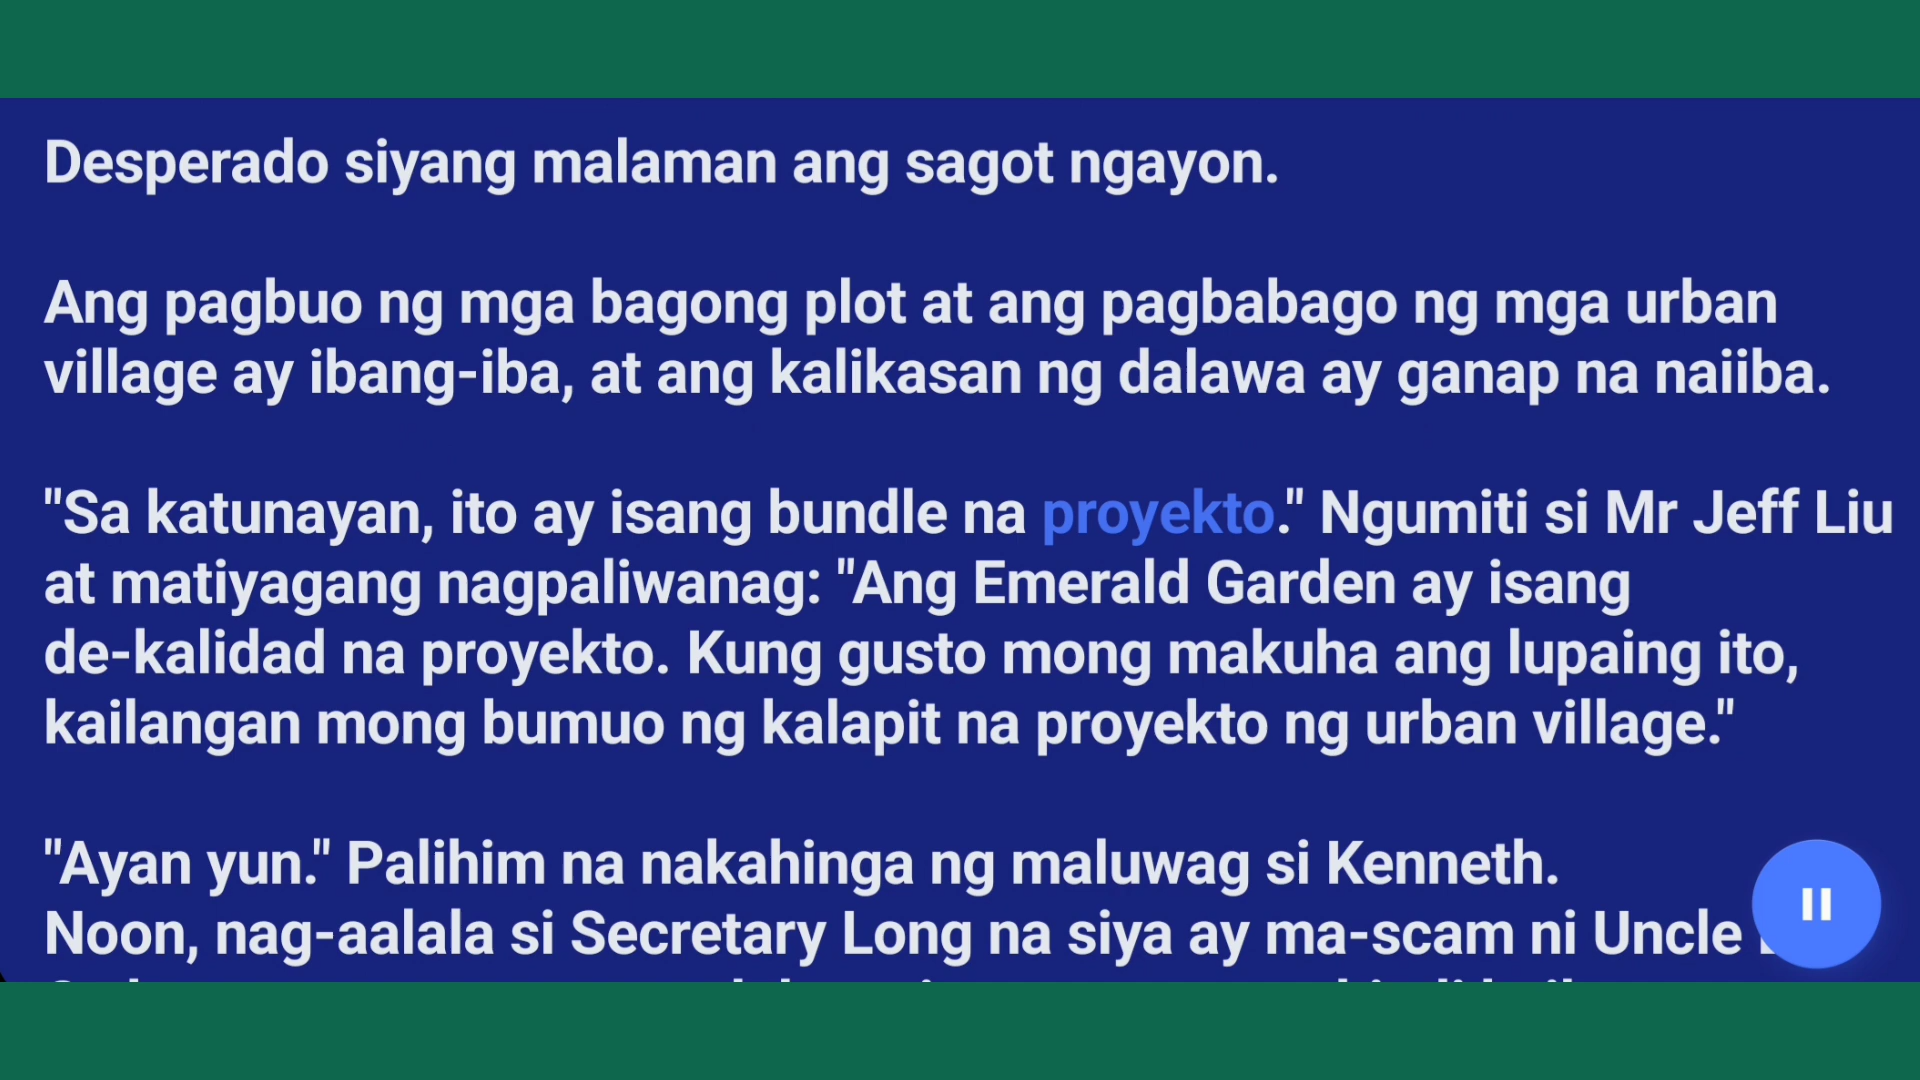 Desperado siyang malaman ang sagot ngayon.
Ang pagbuo ng mga bagong plot at ang pagbabago ng mga urban
village ay ibang-iba, at ang kalikasan ng dalawa ay ganap na naiiba.
"Sa katunayan, ito ay isang bundle na proyekto." Ngumiti si Mr Jeff Liu
at matiyagang nagpaliwanag: "Ang Emerald Garden ay isang
de-kalidad na proyekto. Kung gusto mong makuha ang lupaing ito,
kailangan mong bumuo ng kalapit na proyekto ng urban village."
"Ayan yun." Palihim na nakahinga ng maluwag si Kenneth.
Noon, nag-aalala si Secretary Long na siya ay ma-scam ni Uncle